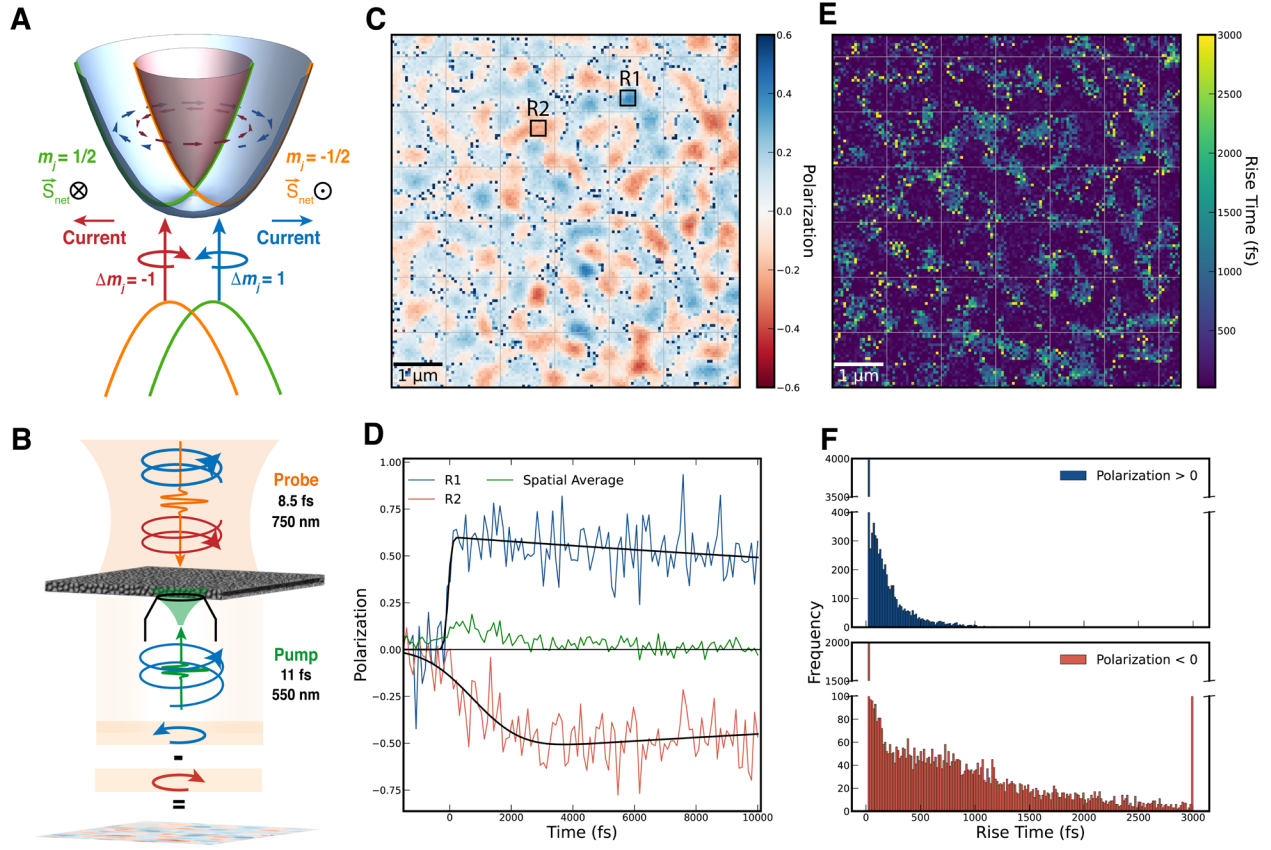 A
m_j = 1/2
S⃗_net ⊗
m_j = -1/2
S⃗_net ⊙
Current
Current
Δm_j = -1
Δm_j = 1
B
Probe
8.5 fs
750 nm
Pump
11 fs
550 nm
-
=
C
R1
R2
1 μm
0.6
0.4
0.2
0.0
−0.2
−0.4
−0.6
Polarization
D
1.00
0.75
0.50
0.25
0.00
−0.25
−0.50
−0.75
R1
R2
Spatial Average
Polarization
0
2000
4000
6000
8000
10000
Time (fs)
E
1 μm
3000
2500
2000
1500
1000
500
Rise Time (fs)
F
4000
3500
400
300
200
100
0
Polarization > 0
2000
1500
100
80
60
40
20
0
Polarization < 0
Frequency
0
500
1000
1500
2000
2500
3000
Rise Time (fs)